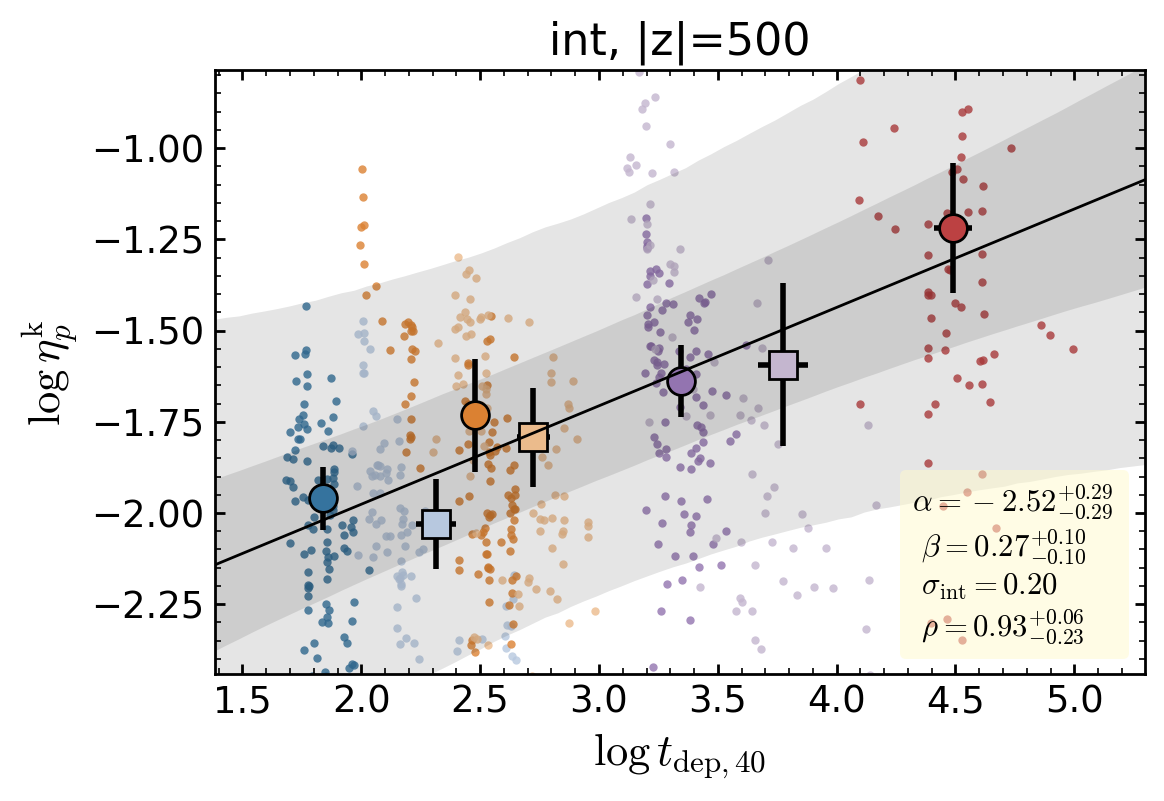 int, |z|=500
log η_p^k
−1.00
−1.25
−1.50
−1.75
−2.00
−2.25
α = − 2.52^{+0.29}_{−0.29}
β = 0.27^{+0.10}_{−0.10}
σ_int = 0.20
ρ = 0.93^{+0.06}_{−0.23}
1.5 2.0 2.5 3.0 3.5 4.0 4.5 5.0
log t_{dep, 40}